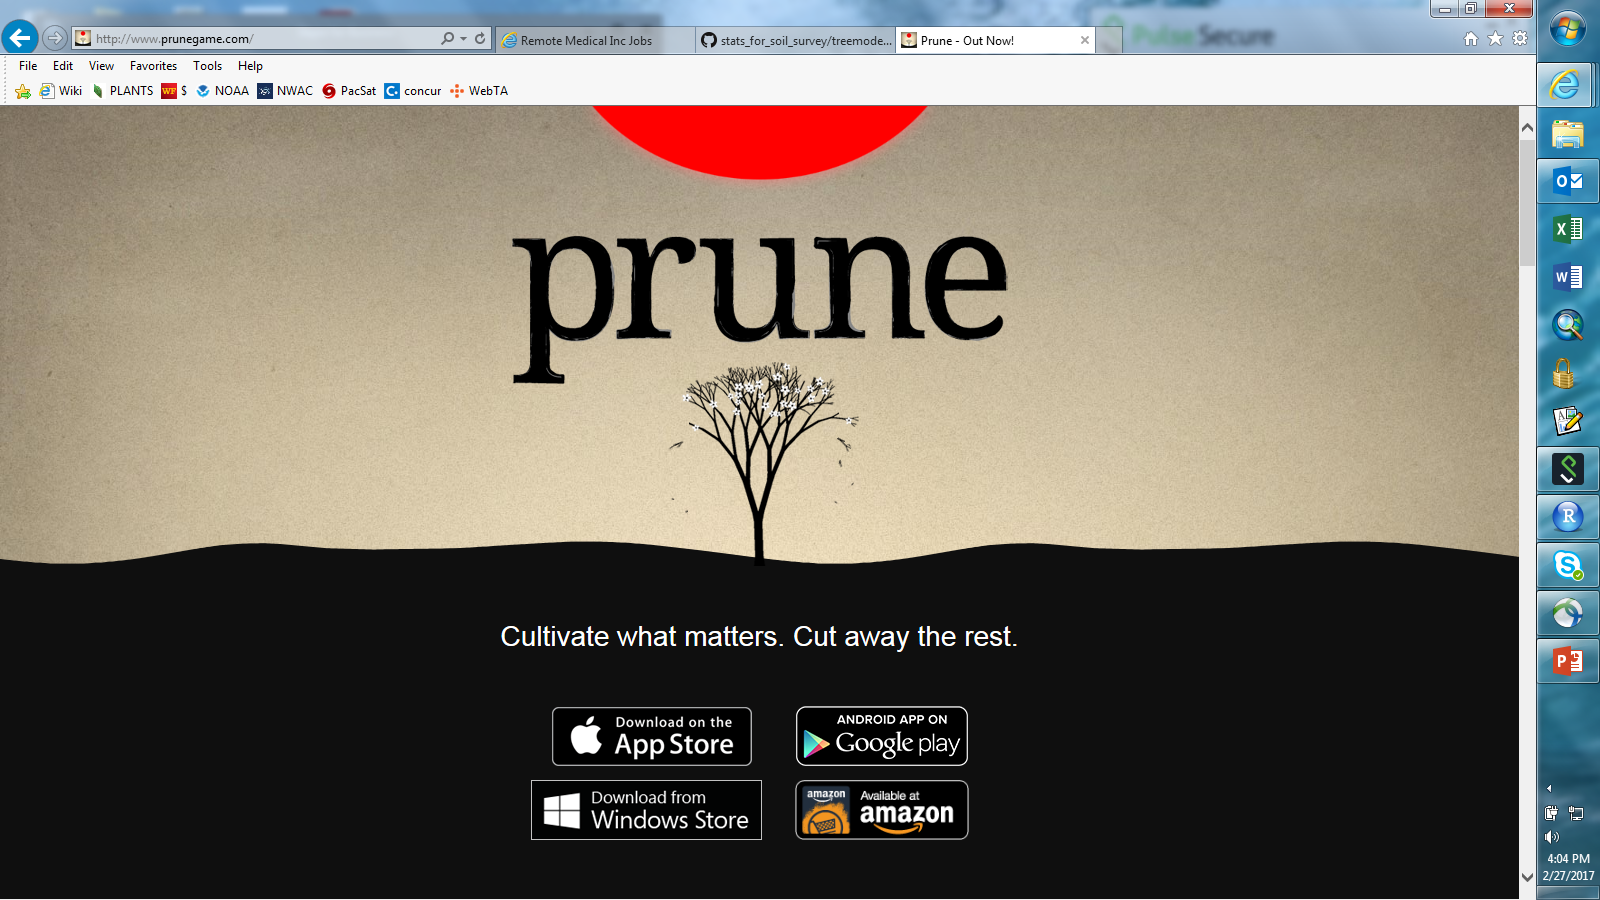 http://www.prunegame.com/
Remote Medical Inc Jobs
stats_for_soil_survey/treemode...
Prune - Out Now!
Pulse Secure
File Edit View Favorites Tools Help
Wiki PLANTS WF $ NOAA NWAC PacSat concur WebTA
prune
Cultivate what matters. Cut away the rest.
Download on the
App Store
ANDROID APP ON
Google play
Download from
Windows Store
amazon
Available at
amazon
4:04 PM
2/27/2017